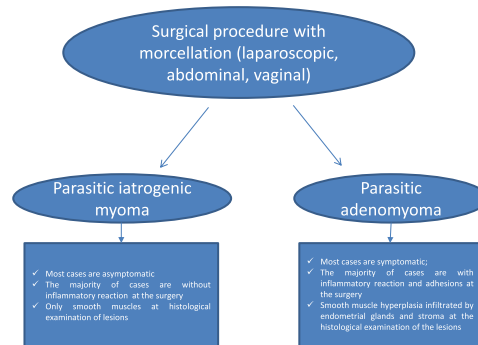 Surgical procedure with
morcellation (laparoscopic,
abdominal, vaginal)
Parasitic iatrogenic
myoma
✓ Most cases are asymptomatic
✓ The majority of cases are without
inflammatory reaction at the surgery
✓ Only smooth muscles at histological
examination of lesions
Parasitic
adenomyoma
✓ Most cases are symptomatic;
✓ The majority of cases are with
inflammatory reaction and adhesions at
the surgery
✓ Smooth muscle hyperplasia infiltrated by
endometrial glands and stroma at the
histological examination of the lesions